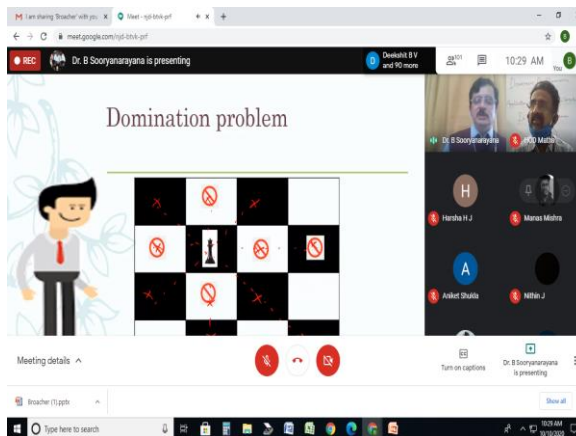 I am sharing 'Broacher' with you
Meet - njd-btvk-prf
meet.google.com/njd-btvk-prf
REC
Dr. B Sooryanarayana is presenting
Deekshit B V
and 90 more
101
10:29 AM
You
B
D
Domination problem
Dr. B Sooryanarayana
HOD Maths
H
Harsha H J
Manas Mishra
A
Aniket Shukla
Nithin J
Meeting details
Turn on captions
Dr. B Sooryanarayana
is presenting
Broacher (1).pptx
Show all
Type here to search
10:29 AM
10/10/2020